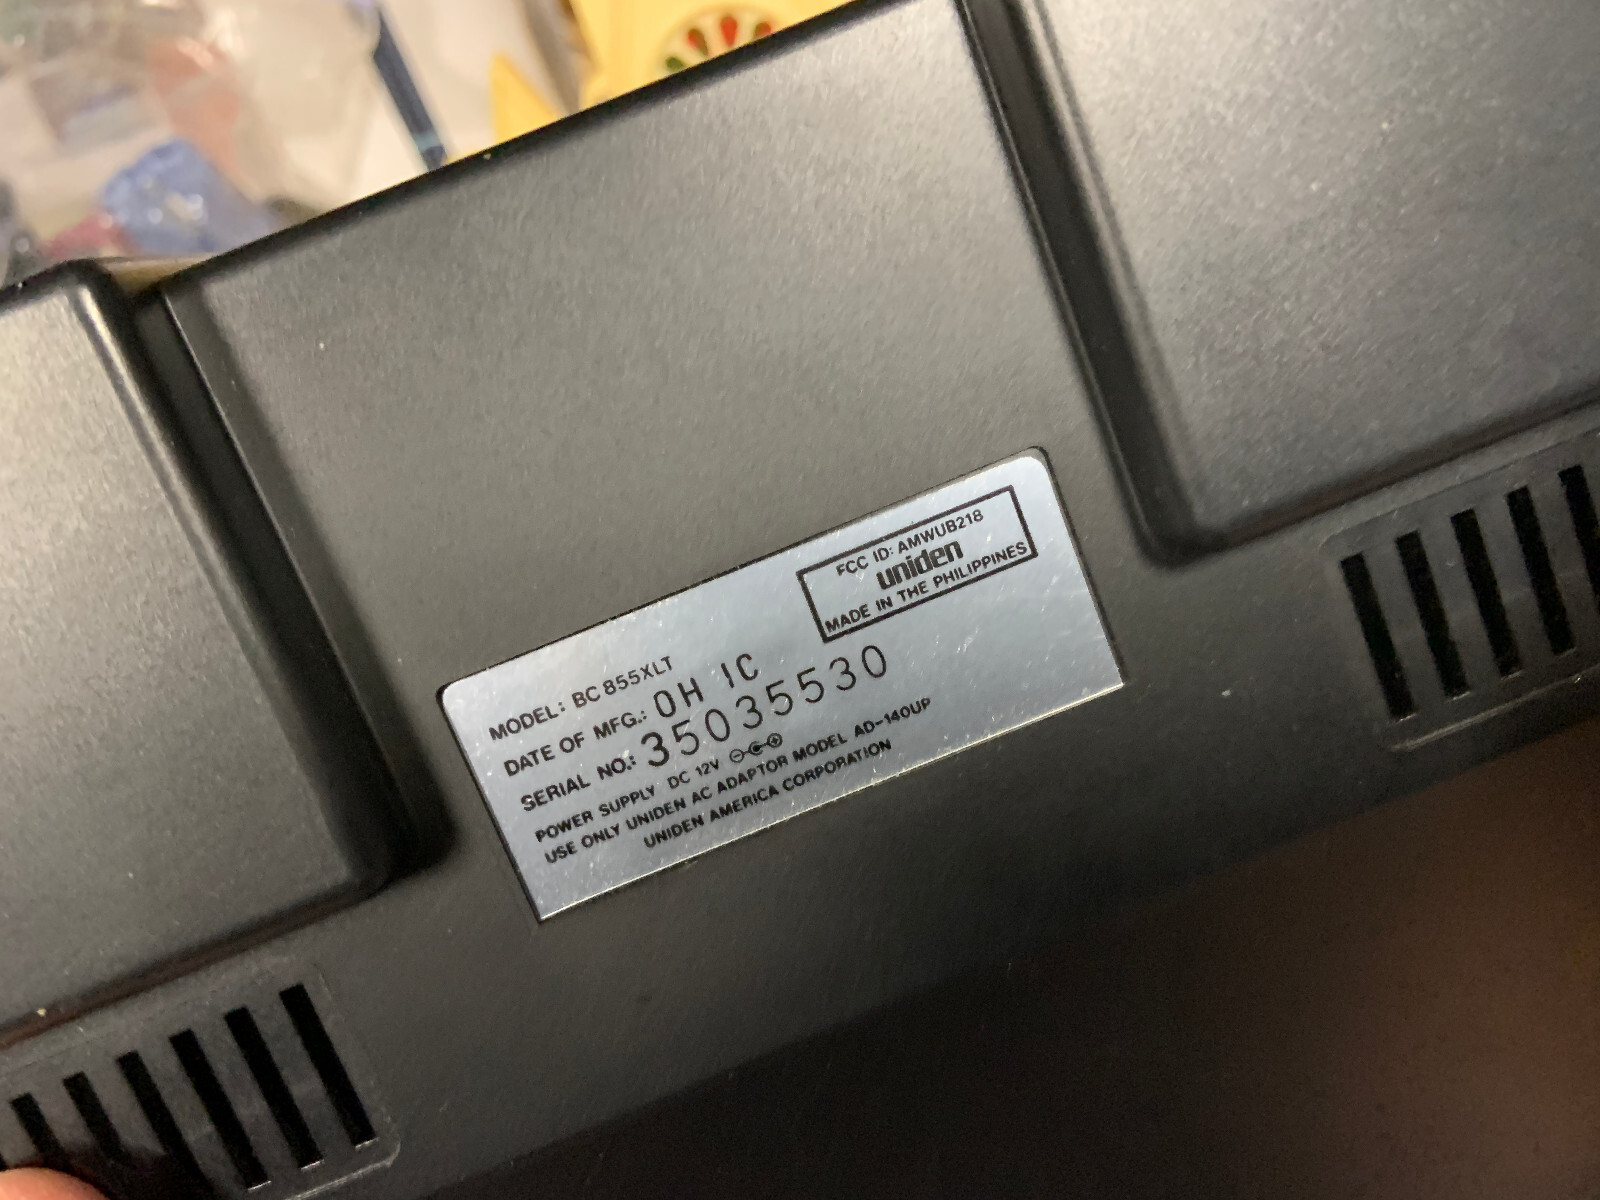 FCC ID: AMWUB218
uniden
MADE IN THE PHILIPPINES
MODEL: BC 855XLT
DATE OF MFG.: 0H 1C
SERIAL NO.: 35035530
POWER SUPPLY DC 12V
USE ONLY UNIDEN AC ADAPTOR MODEL AD-140UP
UNIDEN AMERICA CORPORATION